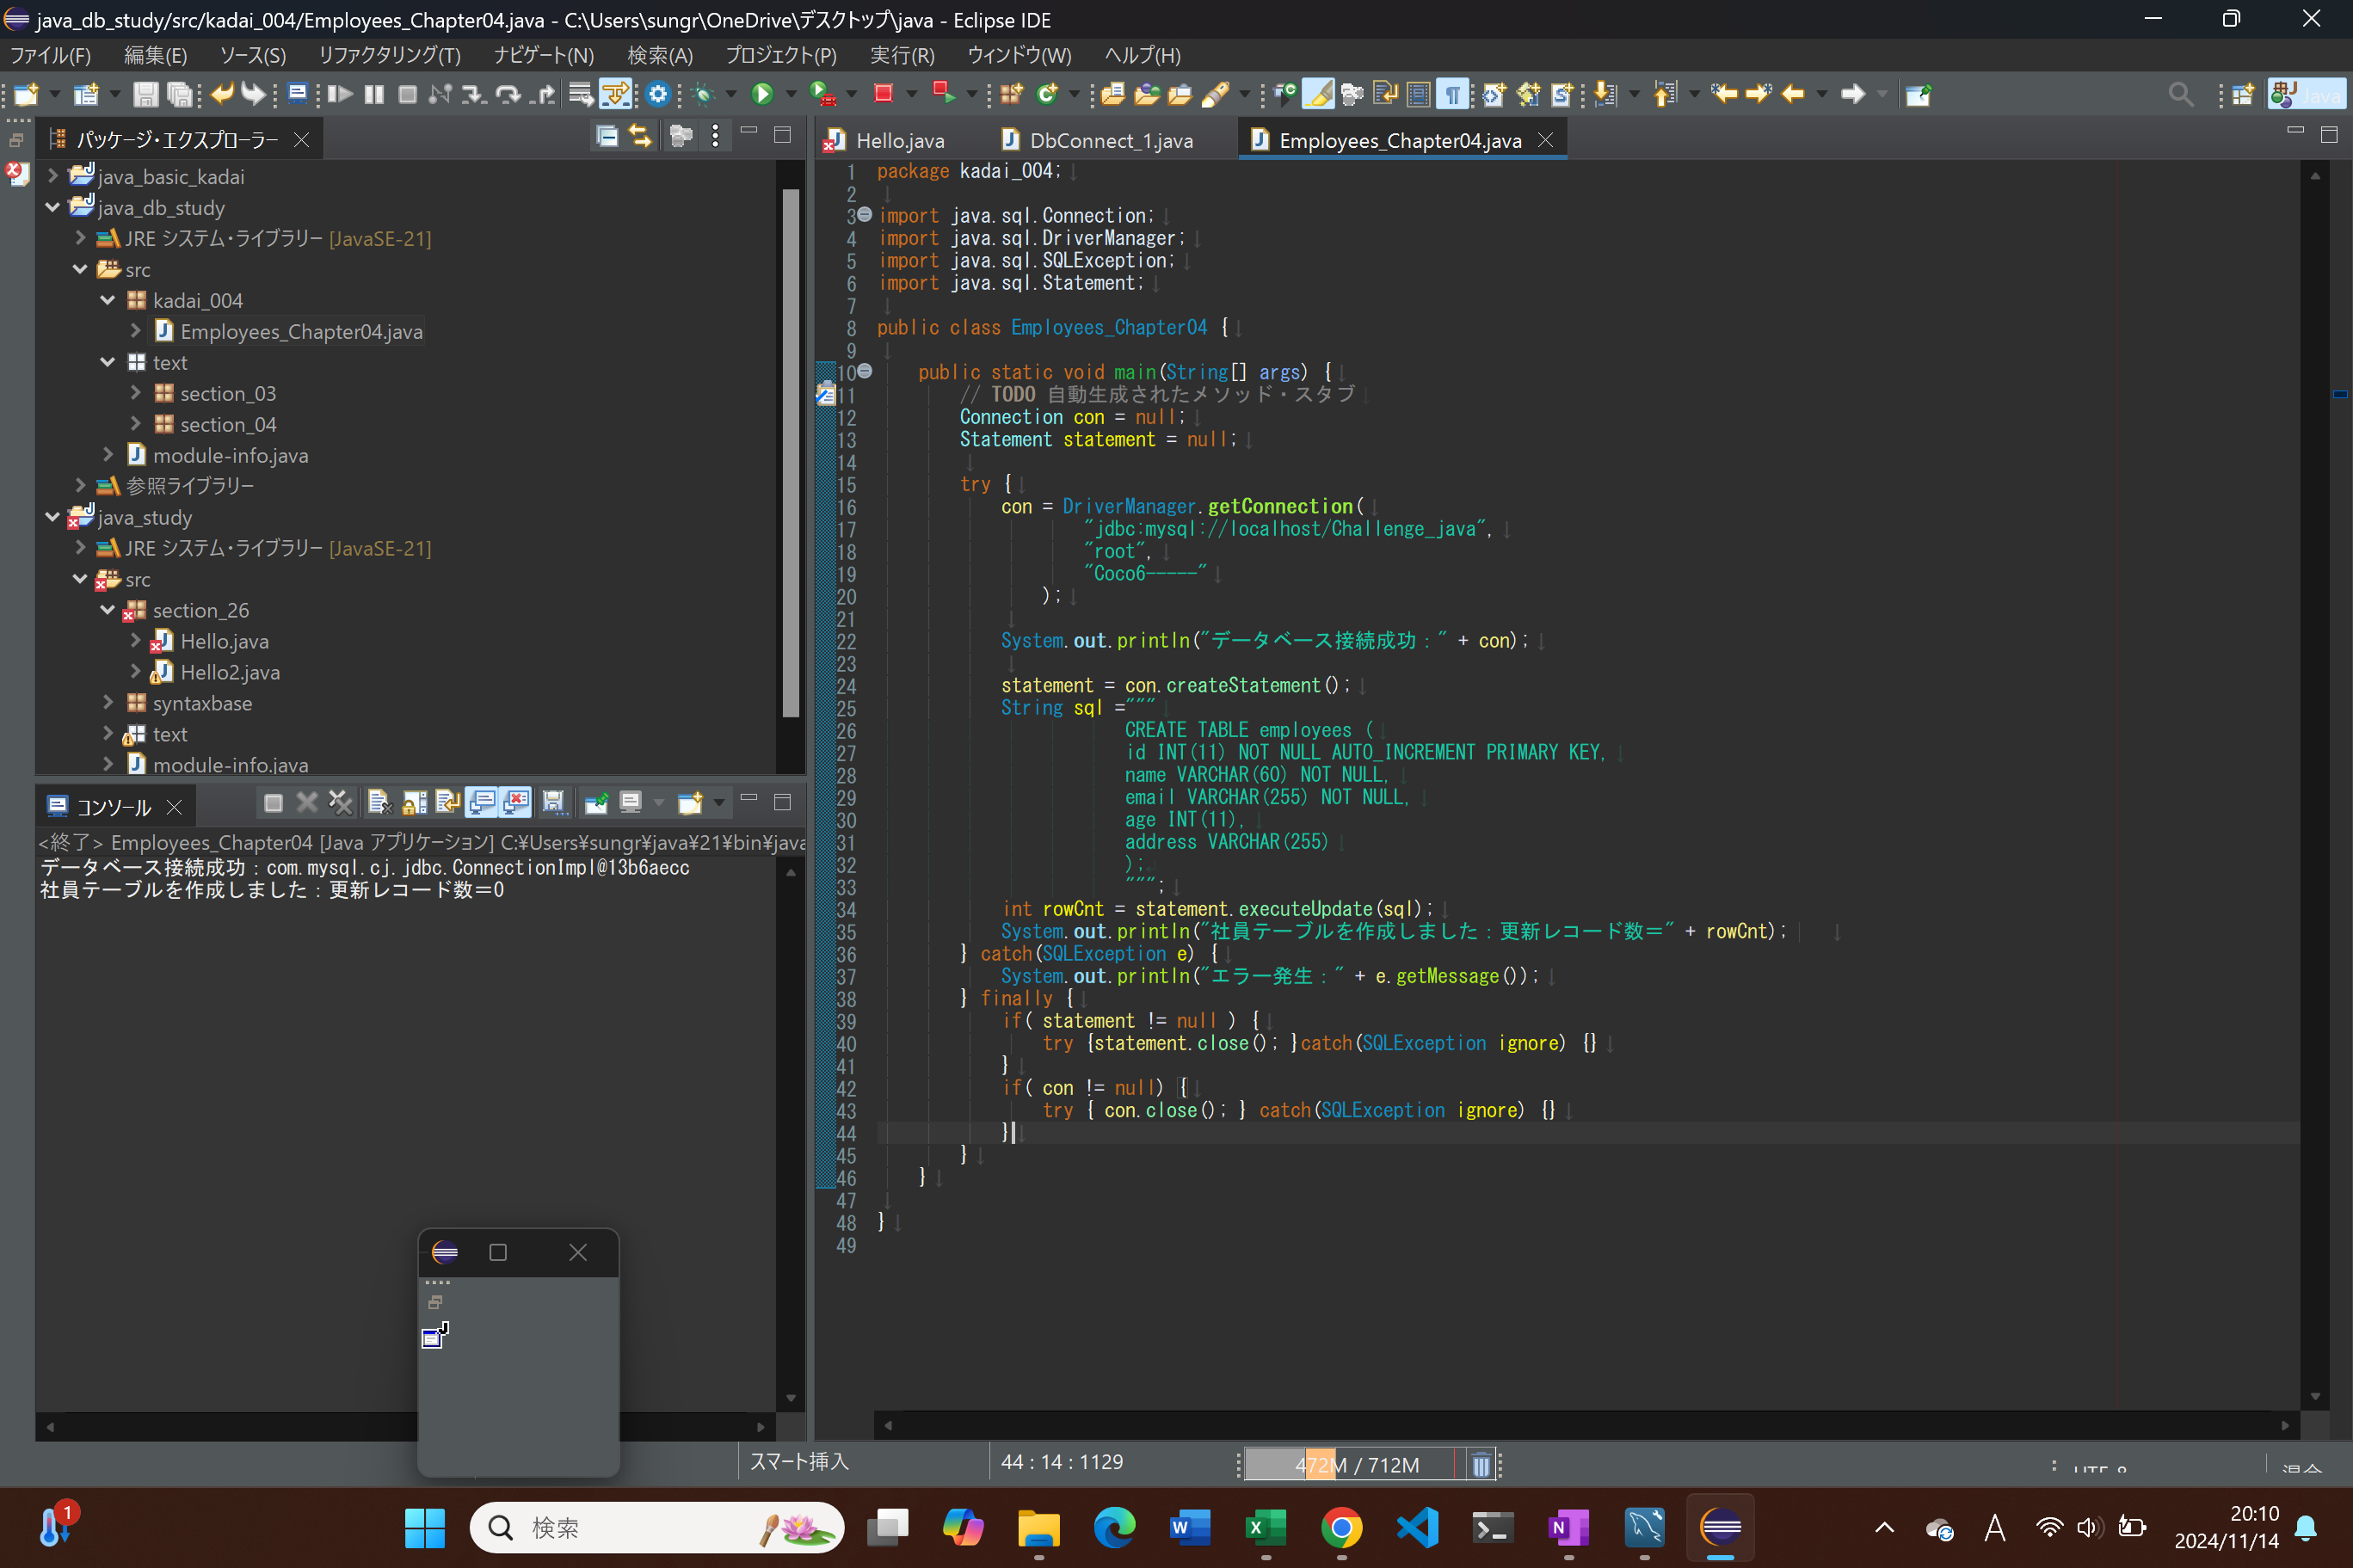 java_db_study/src/kadai_004/Employees_Chapter04.java - C:\Users\sungr\OneDrive\デスクトップ\java - Eclipse IDE
ファイル(F) 編集(E) ソース(S) リファクタリング(T) ナビゲート(N) 検索(A) プロジェクト(P) 実行(R) ウィンドウ(W) ヘルプ(H)
Java
パッケージ・エクスプローラー
java_basic_kadai
java_db_study
JRE システム・ライブラリー [JavaSE-21]
src
kadai_004
Employees_Chapter04.java
text
section_03
section_04
module-info.java
参照ライブラリー
java_study
JRE システム・ライブラリー [JavaSE-21]
src
section_26
Hello.java
Hello2.java
syntaxbase
text
module-info.java
コンソール
<終了> Employees_Chapter04 [Java アプリケーション] C:¥Users¥sungr¥java¥21¥bin¥java
データベース接続成功：com.mysql.cj.jdbc.ConnectionImpl@13b6aecc
社員テーブルを作成しました：更新レコード数＝0
Hello.java DbConnect_1.java Employees_Chapter04.java
1 package kadai_004;
2
3 import java.sql.Connection;
4 import java.sql.DriverManager;
5 import java.sql.SQLException;
6 import java.sql.Statement;
7
8 public class Employees_Chapter04 {
9
10 public static void main(String[] args) {
11 // TODO 自動生成されたメソッド・スタブ
12 Connection con = null;
13 Statement statement = null;
14
15 try {
16 con = DriverManager.getConnection(
17 "jdbc:mysql://localhost/Challenge_java",
18 "root",
19 "Coco6-----"
20 );
21
22 System.out.println("データベース接続成功：" + con);
23
24 statement = con.createStatement();
25 String sql ="""
26 CREATE TABLE employees (
27 id INT(11) NOT NULL AUTO_INCREMENT PRIMARY KEY,
28 name VARCHAR(60) NOT NULL,
29 email VARCHAR(255) NOT NULL,
30 age INT(11),
31 address VARCHAR(255)
32 );
33 """;
34 int rowCnt = statement.executeUpdate(sql);
35 System.out.println("社員テーブルを作成しました：更新レコード数＝" + rowCnt);
36 } catch(SQLException e) {
37 System.out.println("エラー発生：" + e.getMessage());
38 } finally {
39 if( statement != null ) {
40 try {statement.close(); }catch(SQLException ignore) {}
41 }
42 if( con != null) {
43 try { con.close(); } catch(SQLException ignore) {}
44 }
45 }
46 }
47
48 }
49
スマート挿入 44 : 14 : 1129 472M / 712M UTF-8 混合
1 検索 A 20:10
2024/11/14